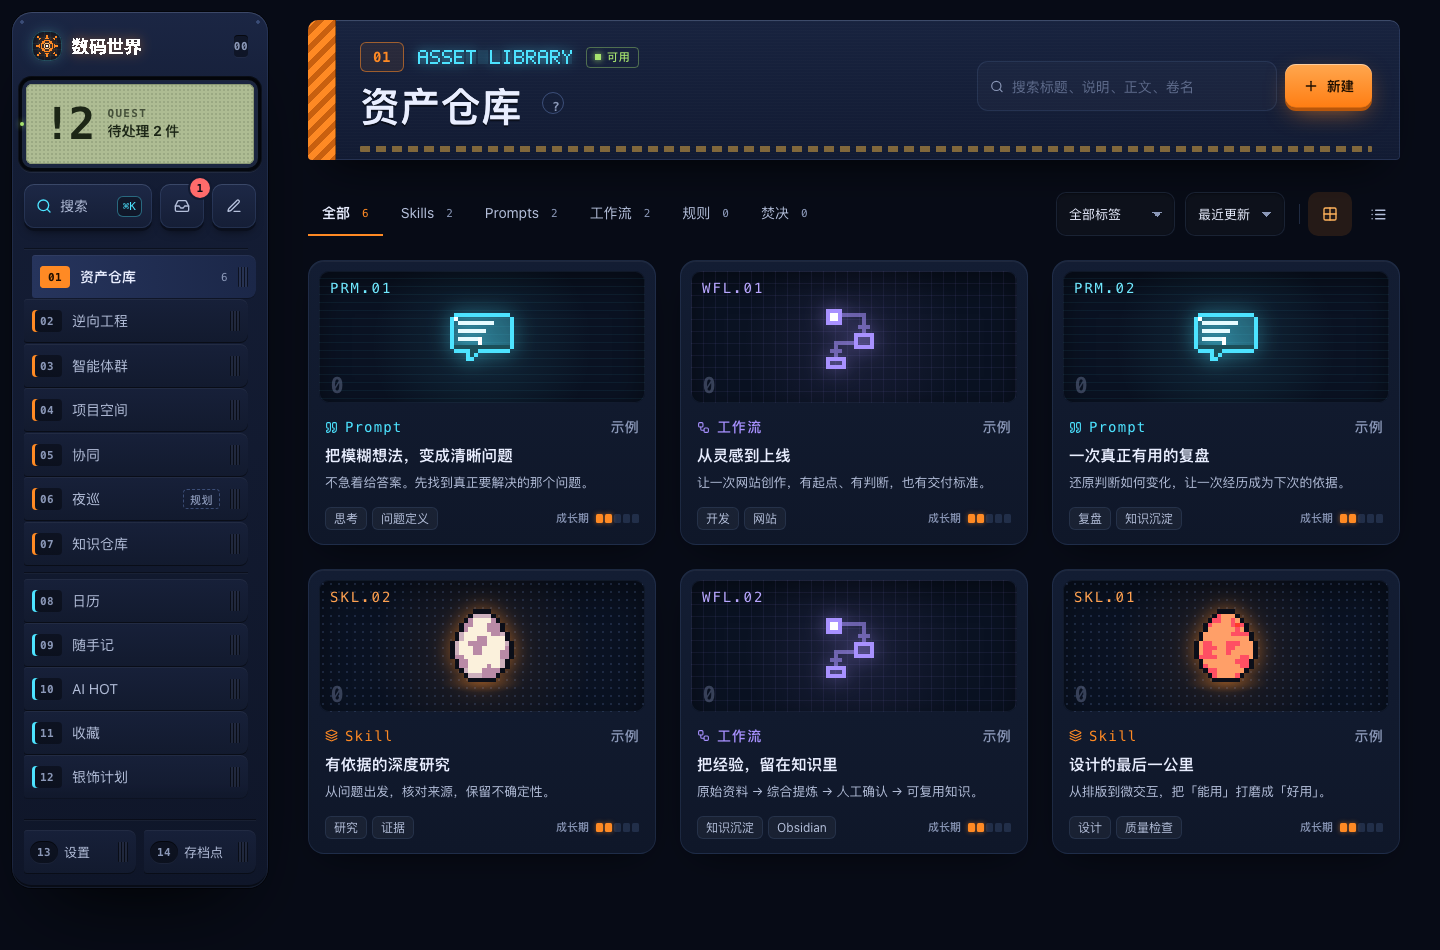 数码世界
00
!2
QUEST
待处理 2 件
搜索 ⌘K
1
01 资产仓库 6
02 逆向工程
03 智能体群
04 项目空间
05 协同
06 夜巡 规划
07 知识仓库
08 日历
09 随手记
10 AI HOT
11 收藏
12 银饰计划
13 设置
14 存档点
01 ASSET LIBRARY 可用
资产仓库 ?
搜索标题、说明、正文、卷名
新建
全部 6 Skills 2 Prompts 2 工作流 2 规则 0 焚决 0
全部标签 最近更新
PRM.01
0
Prompt 示例
把模糊想法，变成清晰问题
不急着给答案。先找到真正要解决的那个问题。
思考 问题定义 成长期
WFL.01
0
工作流 示例
从灵感到上线
让一次网站创作，有起点、有判断，也有交付标准。
开发 网站 成长期
PRM.02
0
Prompt 示例
一次真正有用的复盘
还原判断如何变化，让一次经历成为下次的依据。
复盘 知识沉淀 成长期
SKL.02
0
Skill 示例
有依据的深度研究
从问题出发，核对来源，保留不确定性。
研究 证据 成长期
WFL.02
0
工作流 示例
把经验，留在知识里
原始资料 → 综合提炼 → 人工确认 → 可复用知识。
知识沉淀 Obsidian 成长期
SKL.01
0
Skill 示例
设计的最后一公里
从排版到微交互，把「能用」打磨成「好用」。
设计 质量检查 成长期